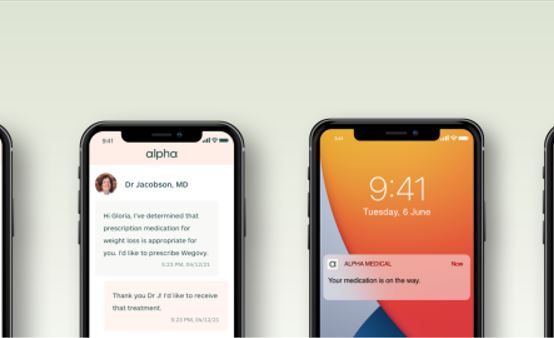 9:41
alpha
Dr Jacobson, MD
Hi Gloria, I've determined that
prescription medication for
weight loss is appropriate for
you. I'd like to prescribe Wegovy.
5:23 PM, 04/12/21
Thank you Dr J! I'd like to receive
that treatment.
5:23 PM, 04/12/21
9:41
9:41
Tuesday, 6 June
a ALPHA MEDICAL Now
Your medication is on the way.